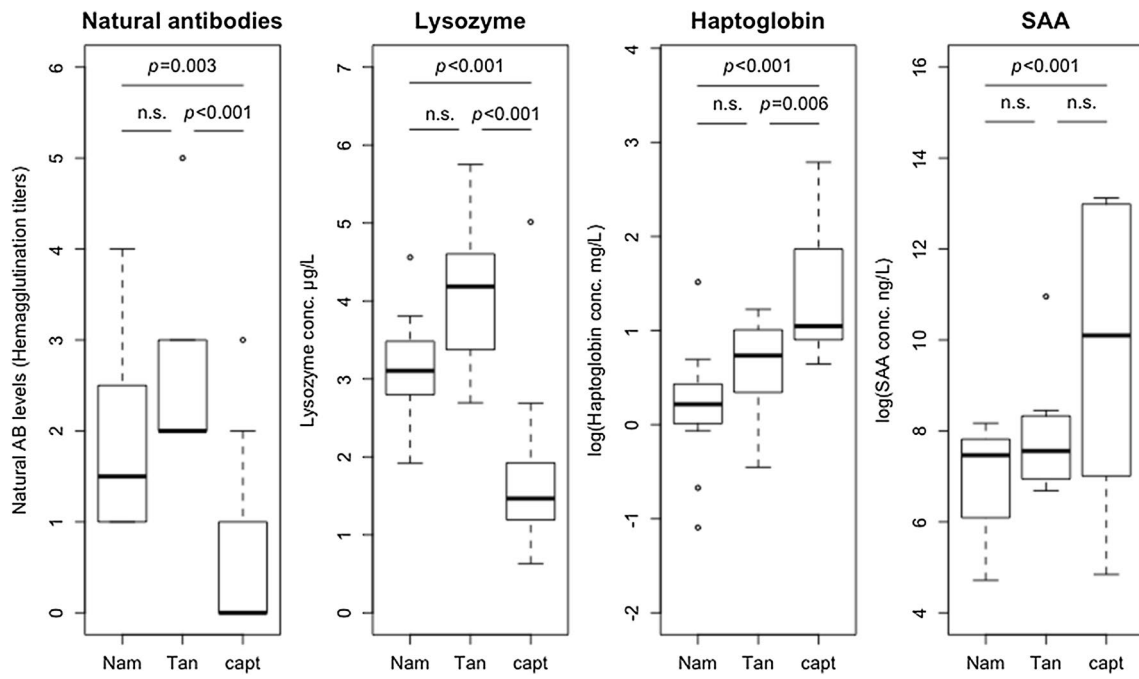 Natural antibodies
Natural AB levels (Hemagglutination titers)
6
5
4
3
2
1
0
p=0.003
n.s.
p<0.001
Nam
Tan
capt
Lysozyme
Lysozyme conc. µg/L
7
6
5
4
3
2
1
0
p<0.001
n.s.
p<0.001
Nam
Tan
capt
Haptoglobin
log(Haptoglobin conc. mg/L)
4
3
2
1
0
-1
-2
p<0.001
n.s.
p=0.006
Nam
Tan
capt
SAA
log(SAA conc. ng/L)
16
14
12
10
8
6
4
p<0.001
n.s.
n.s.
Nam
Tan
capt